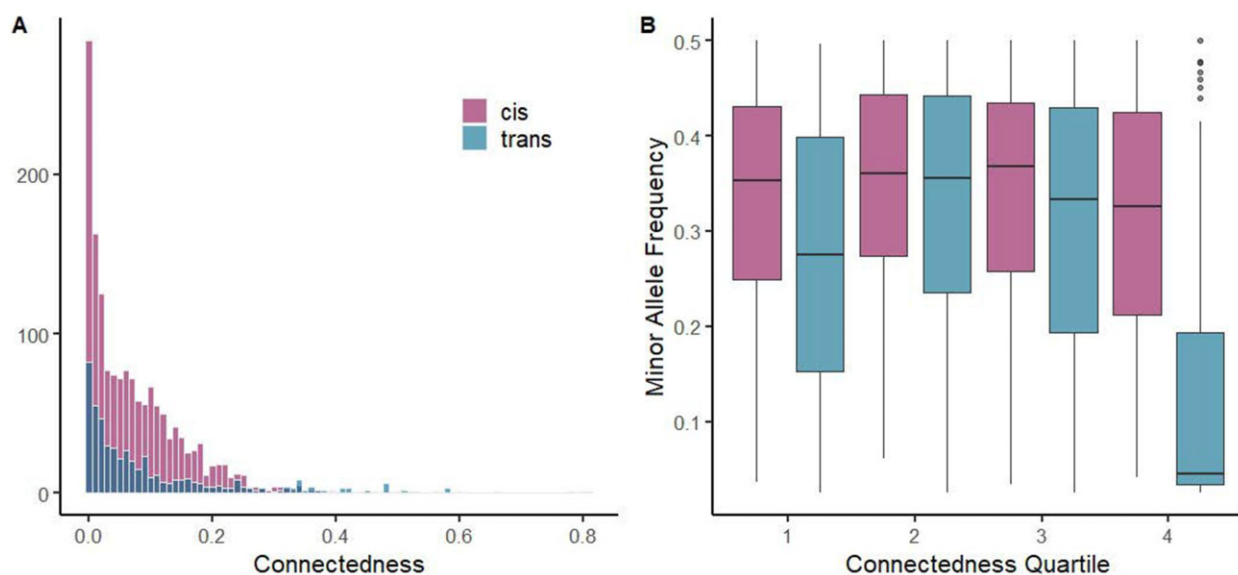 A
200
100
0
0.0 0.2 0.4 0.6 0.8
Connectedness
cis
trans
B
0.5
0.4
0.3
0.2
0.1
Minor Allele Frequency
1 2 3 4
Connectedness Quartile